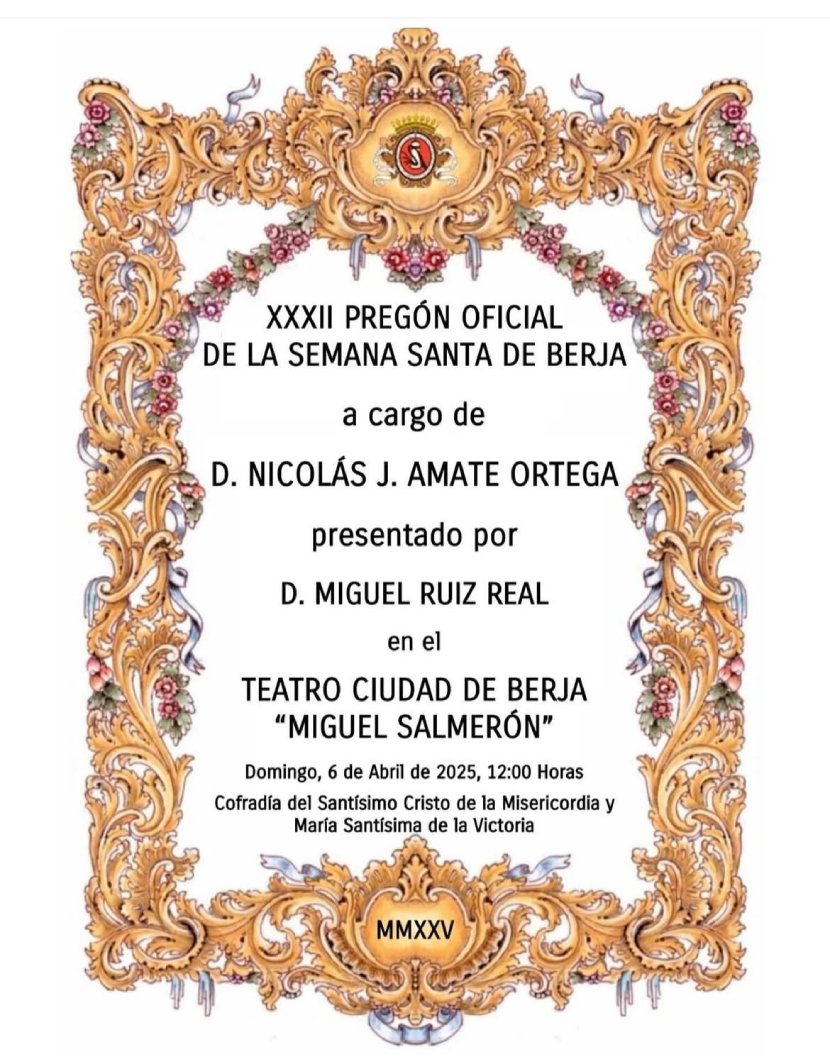 XXXII PREGÓN OFICIAL
DE LA SEMANA SANTA DE BERJA
a cargo de
D. NICOLÁS J. AMATE ORTEGA
presentado por
D. MIGUEL RUIZ REAL
en el
TEATRO CIUDAD DE BERJA
“MIGUEL SALMERÓN”
Domingo, 6 de Abril de 2025, 12:00 Horas
Cofradía del Santísimo Cristo de la Misericordia y
María Santísima de la Victoria
MMXXV